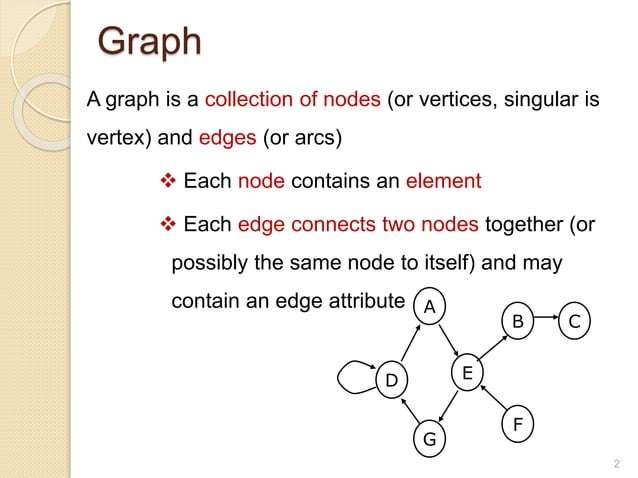 Graph
A graph is a collection of nodes (or vertices, singular is
vertex) and edges (or arcs)
❖ Each node contains an element
❖ Each edge connects two nodes together (or
possibly the same node to itself) and may
contain an edge attribute
A
B
C
D
E
F
G
2